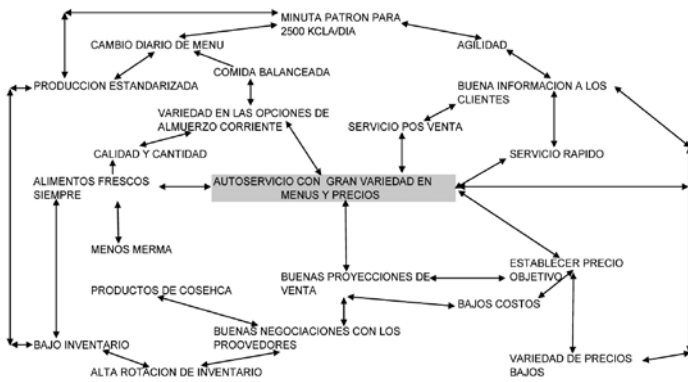 MINUTA PATRON PARA
2500 KCLA/DIA
CAMBIO DIARIO DE MENU
AGILIDAD
COMIDA BALANCEADA
PRODUCCION ESTANDARIZADA
BUENA INFORMACION A LOS
CLIENTES
VARIEDAD EN LAS OPCIONES DE
ALMUERZO CORRIENTE
SERVICIO POS VENTA
CALIDAD Y CANTIDAD
SERVICIO RAPIDO
ALIMENTOS FRESCOS
SIEMPRE
AUTOSERVICIO CON GRAN VARIEDAD EN
MENUS Y PRECIOS
MENOS MERMA
ESTABLECER PRECIO
OBJETIVO
BUENAS PROYECCIONES DE
VENTA
PRODUCTOS DE COSEHCA
BAJOS COSTOS
BUENAS NEGOCIACIONES CON LOS
PROOVEDORES
BAJO INVENTARIO
VARIEDAD DE PRECIOS
BAJOS
ALTA ROTACION DE INVENTARIO